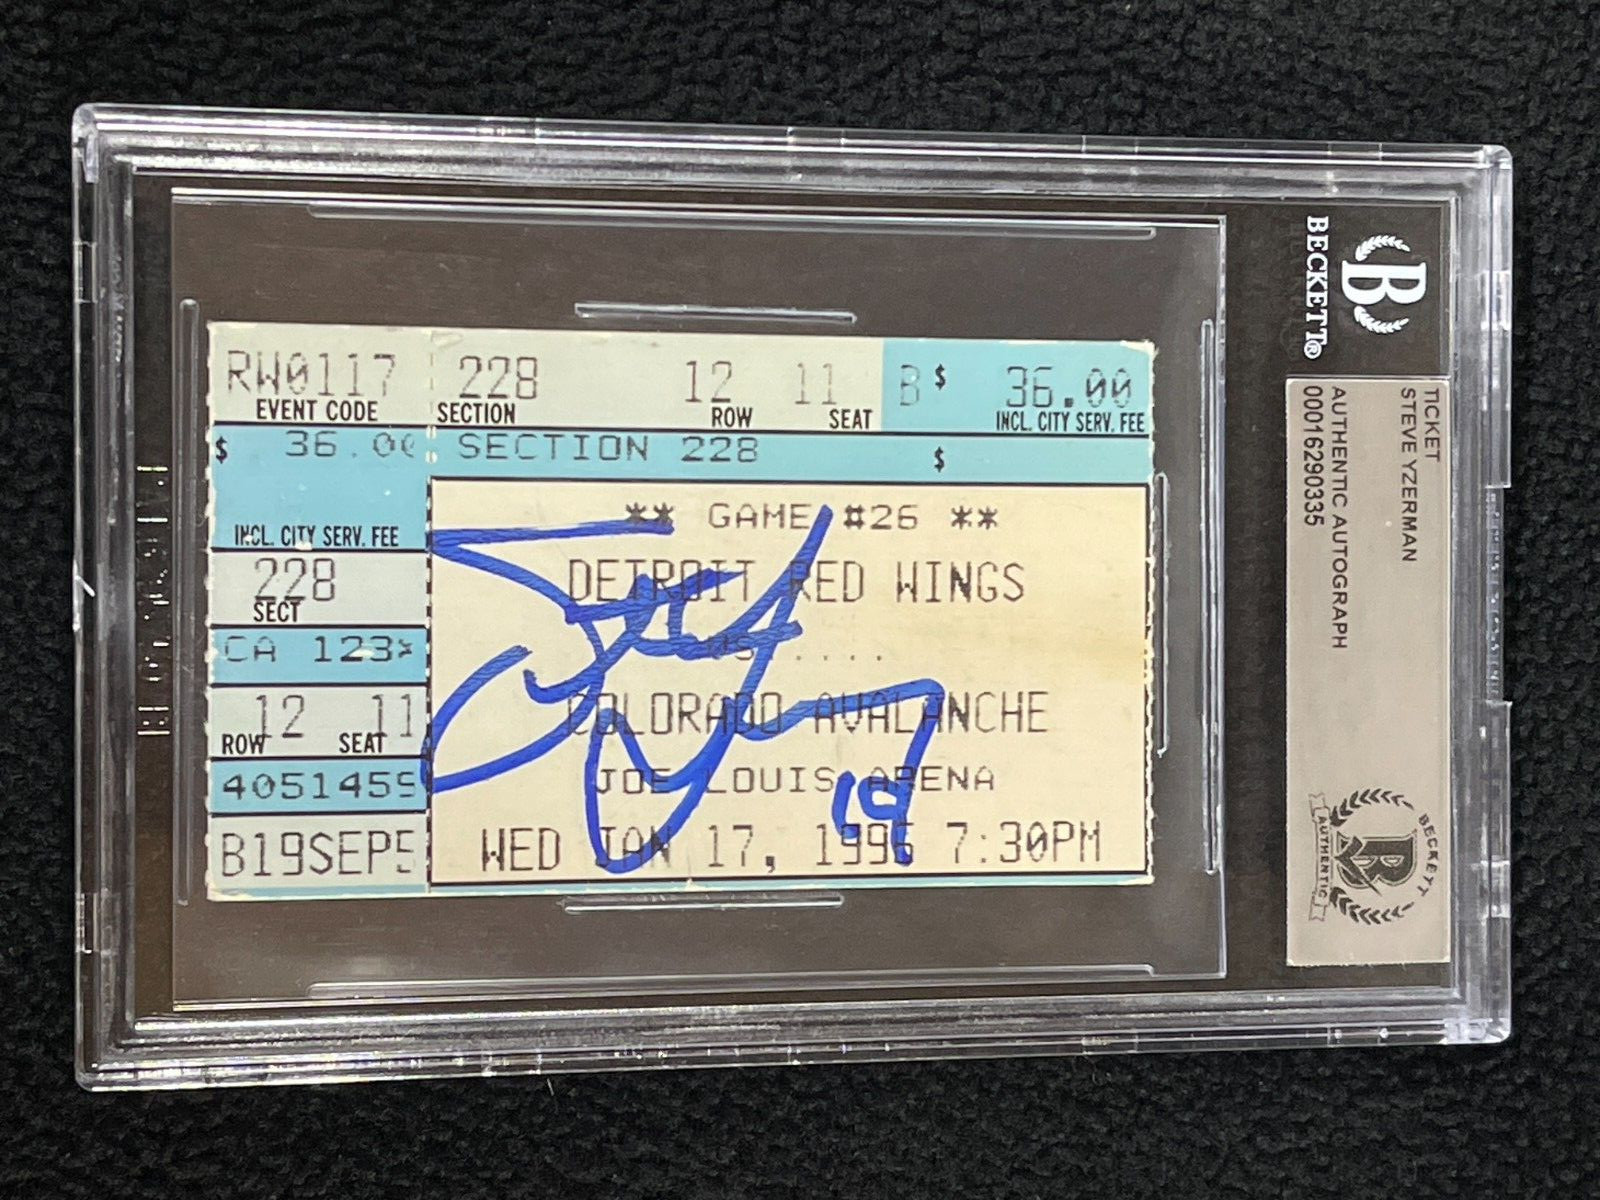 RW0117 228 12 11 B $ 36.00
EVENT CODE SECTION ROW SEAT INCL. CITY SERV. FEE
$ 36.00 SECTION 228 $
INCL. CITY SERV. FEE
228
SECT
CA 123*
12 11
ROW SEAT
4051459
B19SEP5
** GAME #26 **
DETROIT RED WINGS
VS....
COLORADO AVALANCHE
JOE LOUIS ARENA
WED JAN 17, 1996 7:30PM
19
B
BECKETT®
TICKET
STEVE YZERMAN
AUTHENTIC AUTOGRAPH
00016290335
BECKETT
B
AUTHENTIC